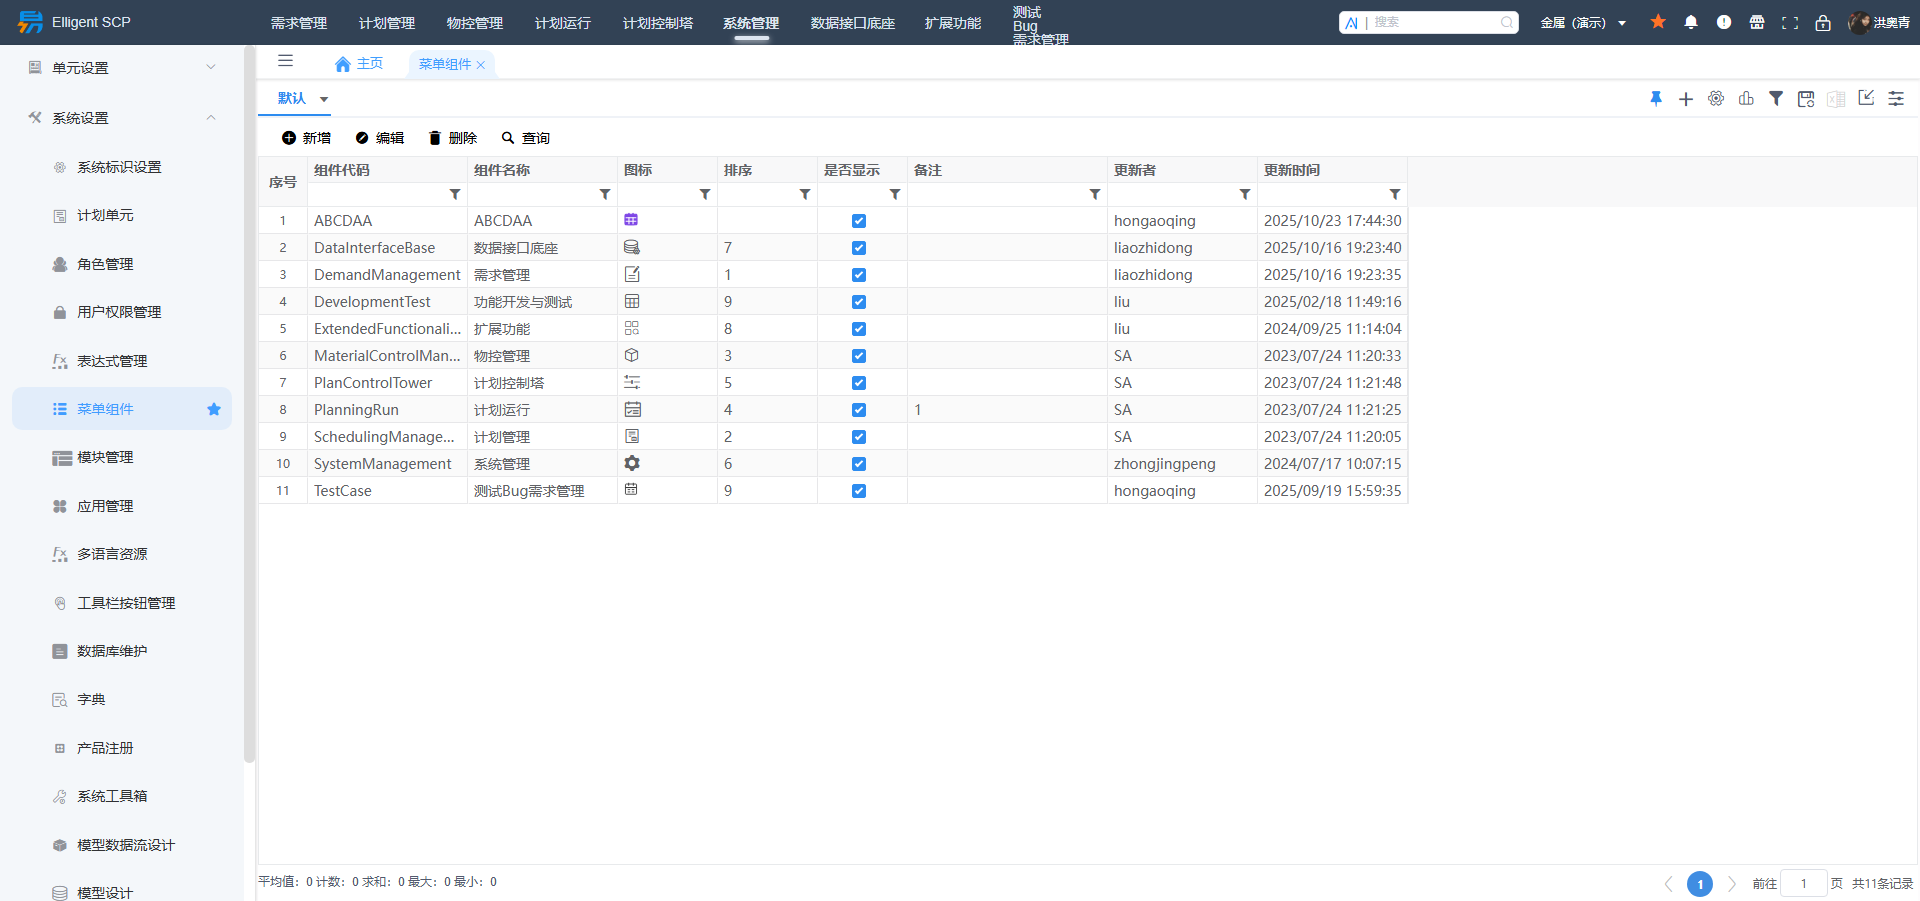 Elligent SCP
需求管理 计划管理 物控管理 计划运行 计划控制塔 系统管理 数据接口底座 扩展功能
测试
Bug
需求管理
AI | 搜索
金属（演示）
洪奥青
单元设置
系统设置
系统标识设置
计划单元
角色管理
用户权限管理
表达式管理
菜单组件
模块管理
应用管理
多语言资源
工具栏按钮管理
数据库维护
字典
产品注册
系统工具箱
模型数据流设计
模型设计
主页 菜单组件
默认
新增 编辑 删除 查询
序号 组件代码 组件名称 图标 排序 是否显示 备注 更新者 更新时间
1 ABCDAA ABCDAA hongaoqing 2025/10/23 17:44:30
2 DataInterfaceBase 数据接口底座 7 liaozhidong 2025/10/16 19:23:40
3 DemandManagement 需求管理 1 liaozhidong 2025/10/16 19:23:35
4 DevelopmentTest 功能开发与测试 9 liu 2025/02/18 11:49:16
5 ExtendedFunctionali... 扩展功能 8 liu 2024/09/25 11:14:04
6 MaterialControlMan... 物控管理 3 SA 2023/07/24 11:20:33
7 PlanControlTower 计划控制塔 5 SA 2023/07/24 11:21:48
8 PlanningRun 计划运行 4 1 SA 2023/07/24 11:21:25
9 SchedulingManage... 计划管理 2 SA 2023/07/24 11:20:05
10 SystemManagement 系统管理 6 zhongjingpeng 2024/07/17 10:07:15
11 TestCase 测试Bug需求管理 9 hongaoqing 2025/09/19 15:59:35
平均值：0 计数：0 求和：0 最大：0 最小：0
1 前往 1 页 共11条记录